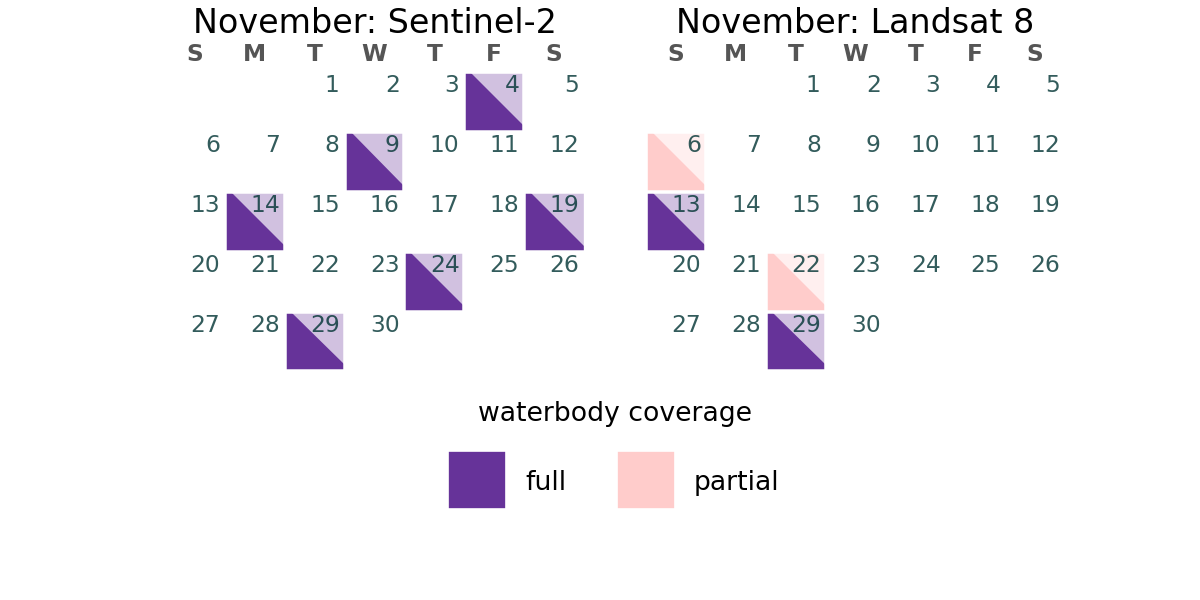 November: Sentinel-2
S M T W T F S
1 2 3 4 5
6 7 8 9 10 11 12
13 14 15 16 17 18 19
20 21 22 23 24 25 26
27 28 29 30
November: Landsat 8
S M T W T F S
1 2 3 4 5
6 7 8 9 10 11 12
13 14 15 16 17 18 19
20 21 22 23 24 25 26
27 28 29 30
waterbody coverage
full
partial